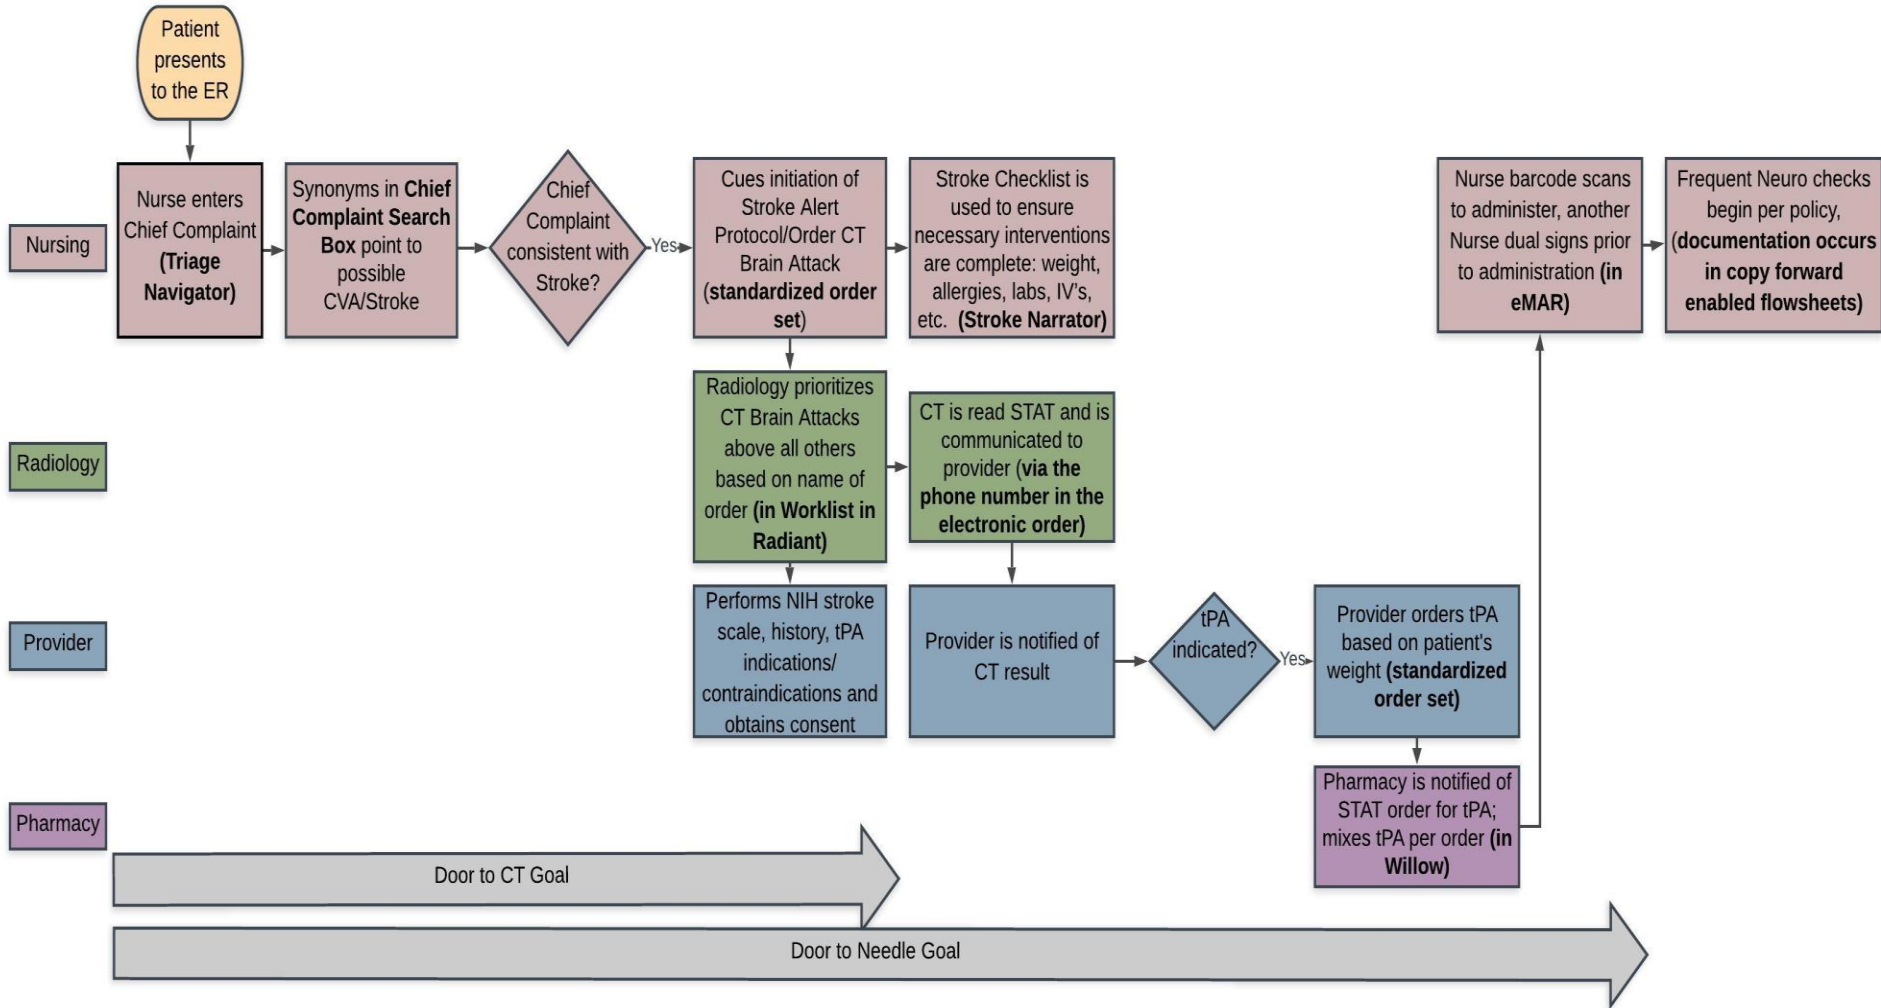 Patient
presents
to the ER
Nursing
Nurse enters
Chief Complaint
(Triage
Navigator)
Synonyms in Chief
Complaint Search
Box point to
possible
CVA/Stroke
Chief
Complaint
consistent with
Stroke?
Yes
Cues initiation of
Stroke Alert
Protocol/Order CT
Brain Attack
(standardized order
set)
Stroke Checklist is
used to ensure
necessary interventions
are complete: weight,
allergies, labs, IV's,
etc. (Stroke Narrator)
Nurse barcode scans
to administer, another
Nurse dual signs prior
to administration (in
eMAR)
Frequent Neuro checks
begin per policy,
(documentation occurs
in copy forward
enabled flowsheets)
Radiology
Radiology prioritizes
CT Brain Attacks
above all others
based on name of
order (in Worklist in
Radiant)
CT is read STAT and is
communicated to
provider (via the
phone number in the
electronic order)
Provider
Performs NIH stroke
scale, history, tPA
indications/
contraindications and
obtains consent
Provider is notified of
CT result
tPA
indicated?
Yes
Provider orders tPA
based on patient's
weight (standardized
order set)
Pharmacy
Pharmacy is notified of
STAT order for tPA;
mixes tPA per order (in
Willow)
Door to CT Goal
Door to Needle Goal